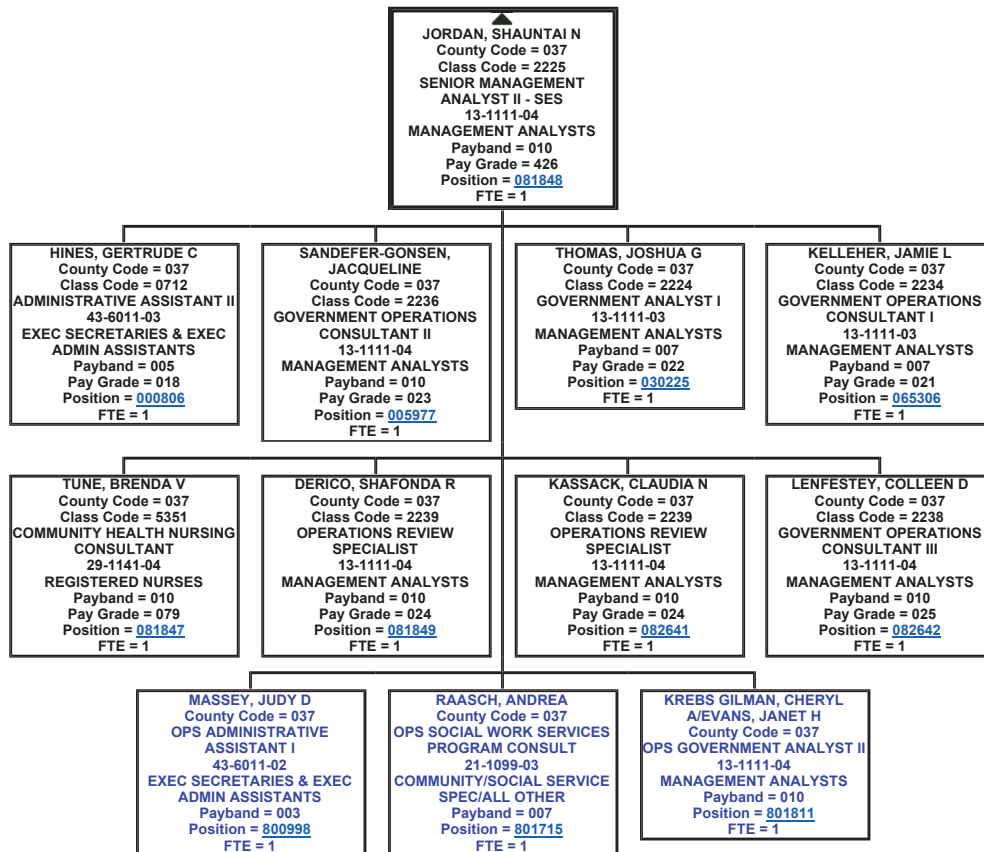 JORDAN, SHAUNTAI N
County Code = 037
Class Code = 2225
SENIOR MANAGEMENT
ANALYST II - SES
13-1111-04
MANAGEMENT ANALYSTS
Payband = 010
Pay Grade = 426
Position = 081848
FTE = 1
HINES, GERTRUDE C
County Code = 037
Class Code = 0712
ADMINISTRATIVE ASSISTANT II
43-6011-03
EXEC SECRETARIES & EXEC
ADMIN ASSISTANTS
Payband = 005
Pay Grade = 018
Position = 000806
FTE = 1
SANDEFER-GONSEN,
JACQUELINE
County Code = 037
Class Code = 2236
GOVERNMENT OPERATIONS
CONSULTANT II
13-1111-04
MANAGEMENT ANALYSTS
Payband = 010
Pay Grade = 023
Position = 005977
FTE = 1
THOMAS, JOSHUA G
County Code = 037
Class Code = 2224
GOVERNMENT ANALYST I
13-1111-03
MANAGEMENT ANALYSTS
Payband = 007
Pay Grade = 022
Position = 030225
FTE = 1
KELLEHER, JAMIE L
County Code = 037
Class Code = 2234
GOVERNMENT OPERATIONS
CONSULTANT I
13-1111-03
MANAGEMENT ANALYSTS
Payband = 007
Pay Grade = 021
Position = 065306
FTE = 1
TUNE, BRENDA V
County Code = 037
Class Code = 5351
COMMUNITY HEALTH NURSING
CONSULTANT
29-1141-04
REGISTERED NURSES
Payband = 010
Pay Grade = 079
Position = 081847
FTE = 1
DERICO, SHAFONDA R
County Code = 037
Class Code = 2239
OPERATIONS REVIEW
SPECIALIST
13-1111-04
MANAGEMENT ANALYSTS
Payband = 010
Pay Grade = 024
Position = 081849
FTE = 1
KASSACK, CLAUDIA N
County Code = 037
Class Code = 2239
OPERATIONS REVIEW
SPECIALIST
13-1111-04
MANAGEMENT ANALYSTS
Payband = 010
Pay Grade = 024
Position = 082641
FTE = 1
LENFESTEY, COLLEEN D
County Code = 037
Class Code = 2238
GOVERNMENT OPERATIONS
CONSULTANT III
13-1111-04
MANAGEMENT ANALYSTS
Payband = 010
Pay Grade = 025
Position = 082642
FTE = 1
MASSEY, JUDY D
County Code = 037
OPS ADMINISTRATIVE
ASSISTANT I
43-6011-02
EXEC SECRETARIES & EXEC
ADMIN ASSISTANTS
Payband = 003
Position = 800998
FTE = 1
RAASCH, ANDREA
County Code = 037
OPS SOCIAL WORK SERVICES
PROGRAM CONSULT
21-1099-03
COMMUNITY/SOCIAL SERVICE
SPEC/ALL OTHER
Payband = 007
Position = 801715
FTE = 1
KREBS GILMAN, CHERYL
A/EVANS, JANET H
County Code = 037
OPS GOVERNMENT ANALYST II
13-1111-04
MANAGEMENT ANALYSTS
Payband = 010
Position = 801811
FTE = 1